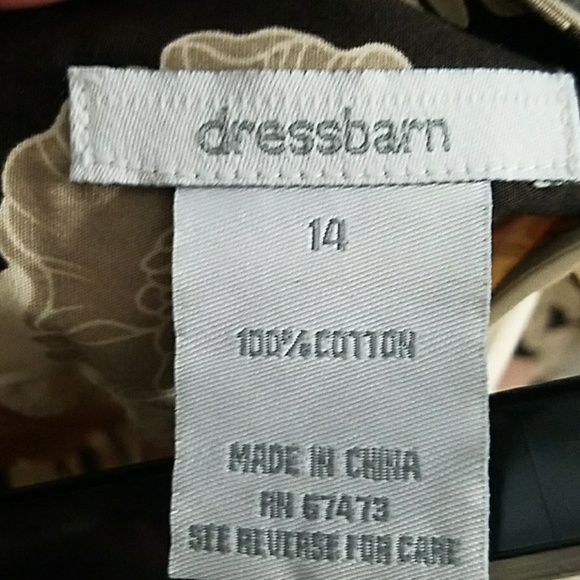 dressbarn
14
100% COTTON
MADE IN CHINA
RN 67473
SEE REVERSE FOR CARE